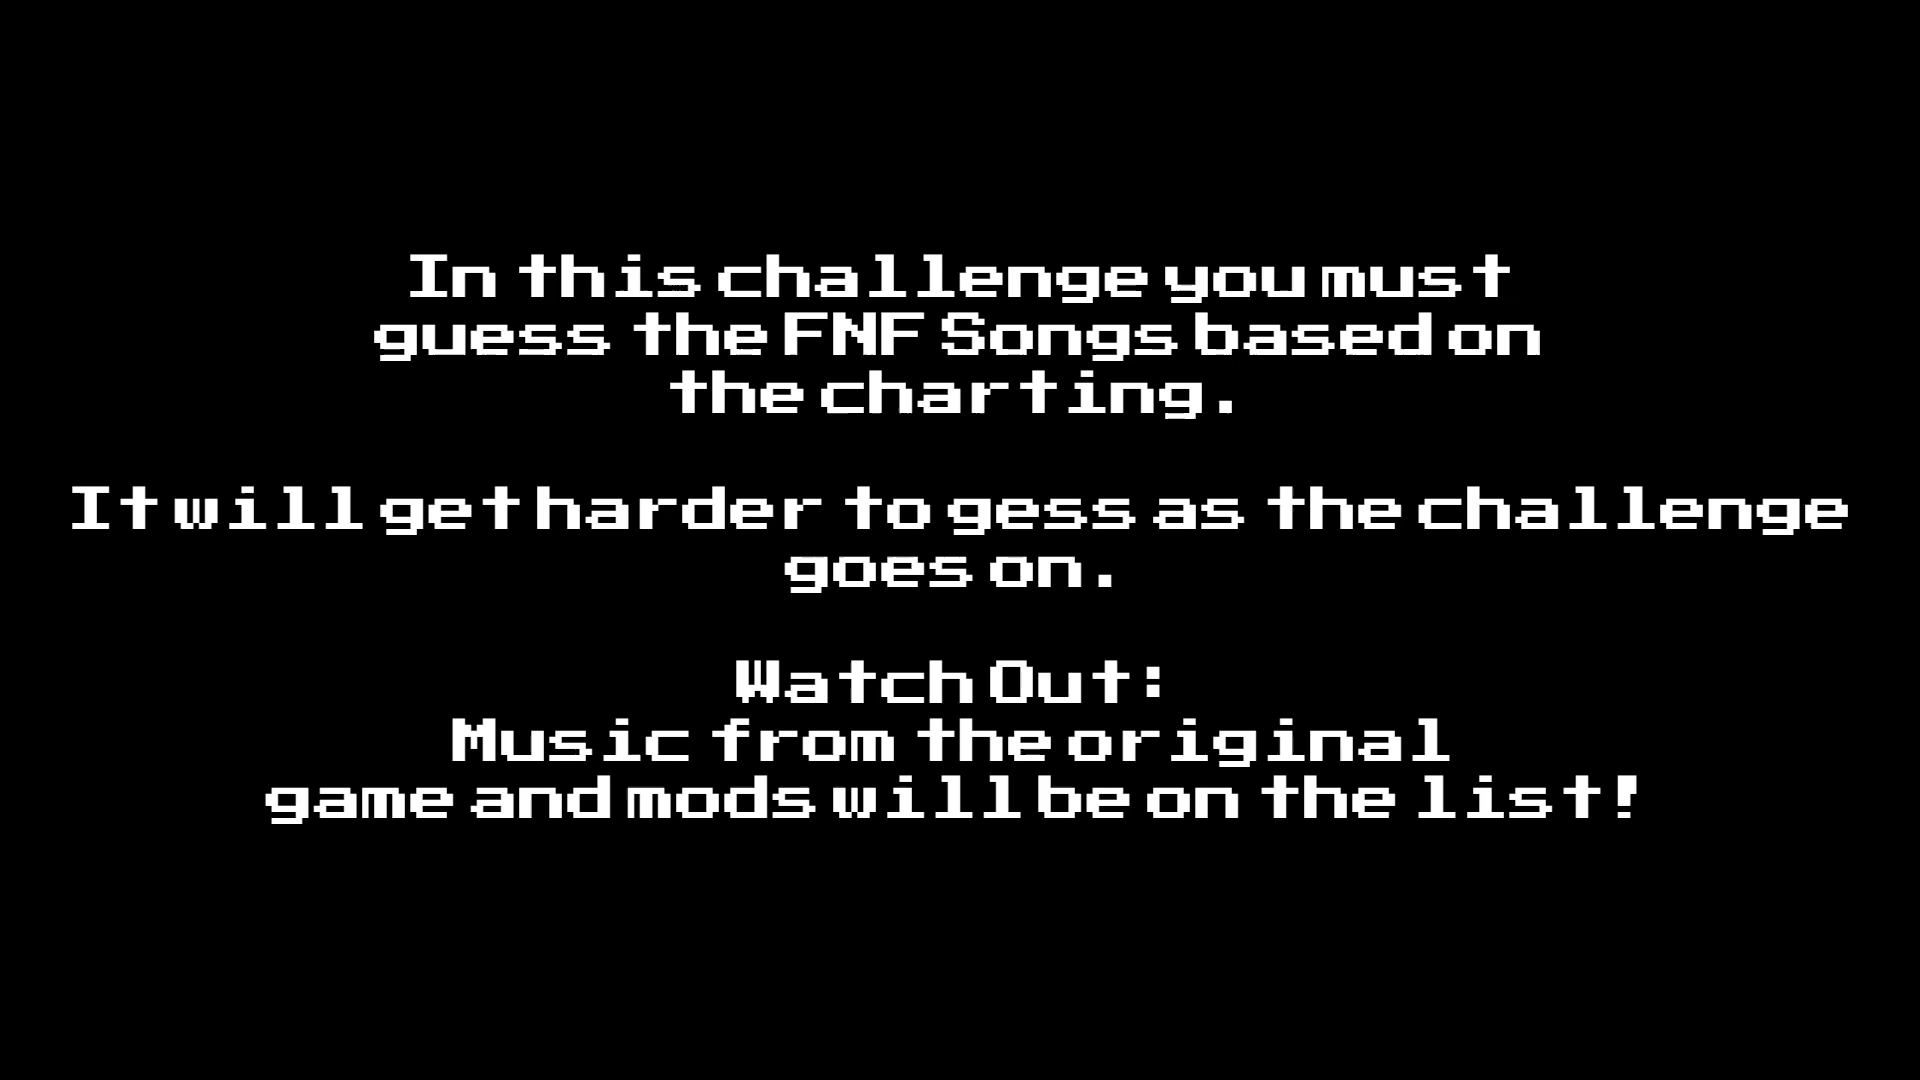 In this challenge you must
guess the FNF Songs based on
the charting.
It will get harder to gess as the challenge
goes on.
Watch Out:
Music from the original
game and mods will be on the list!